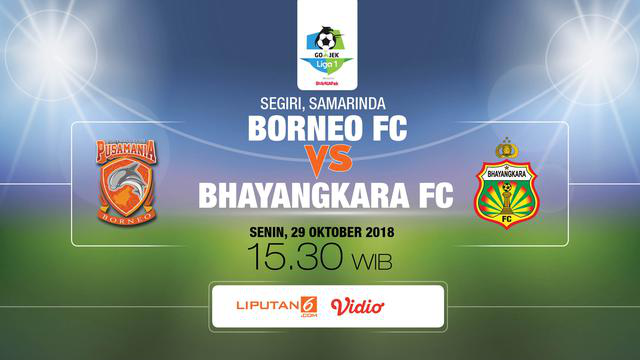 GO JEK
Liga 1
SEGIRI, SAMARINDA
BORNEO FC
VS
BHAYANGKARA FC
PUSAMANIA
BORNEO
BHAYANGKARA
FC
SENIN, 29 OKTOBER 2018
15.30 WIB
LIPUTAN6
.COM
Vidio